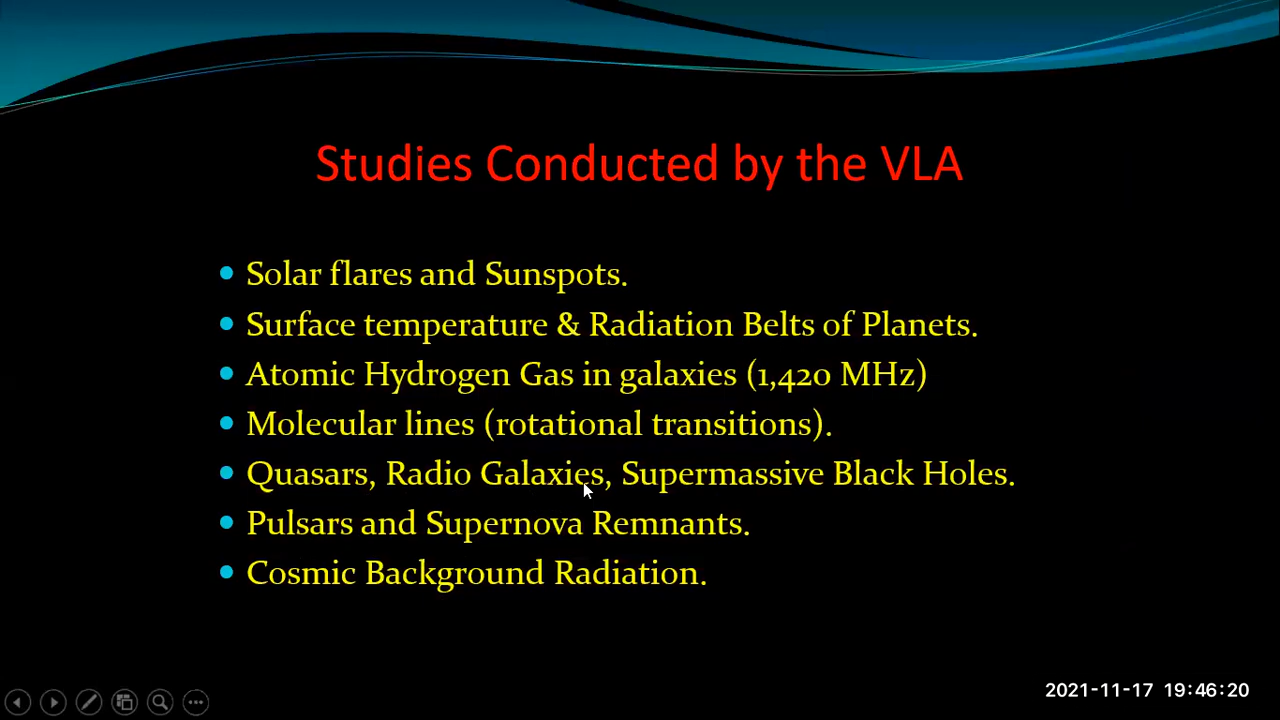 Studies Conducted by the VLA
Solar flares and Sunspots.
Surface temperature & Radiation Belts of Planets.
Atomic Hydrogen Gas in galaxies (1,420 MHz)
Molecular lines (rotational transitions).
Quasars, Radio Galaxies, Supermassive Black Holes.
Pulsars and Supernova Remnants.
Cosmic Background Radiation.
2021-11-17 19:46:20